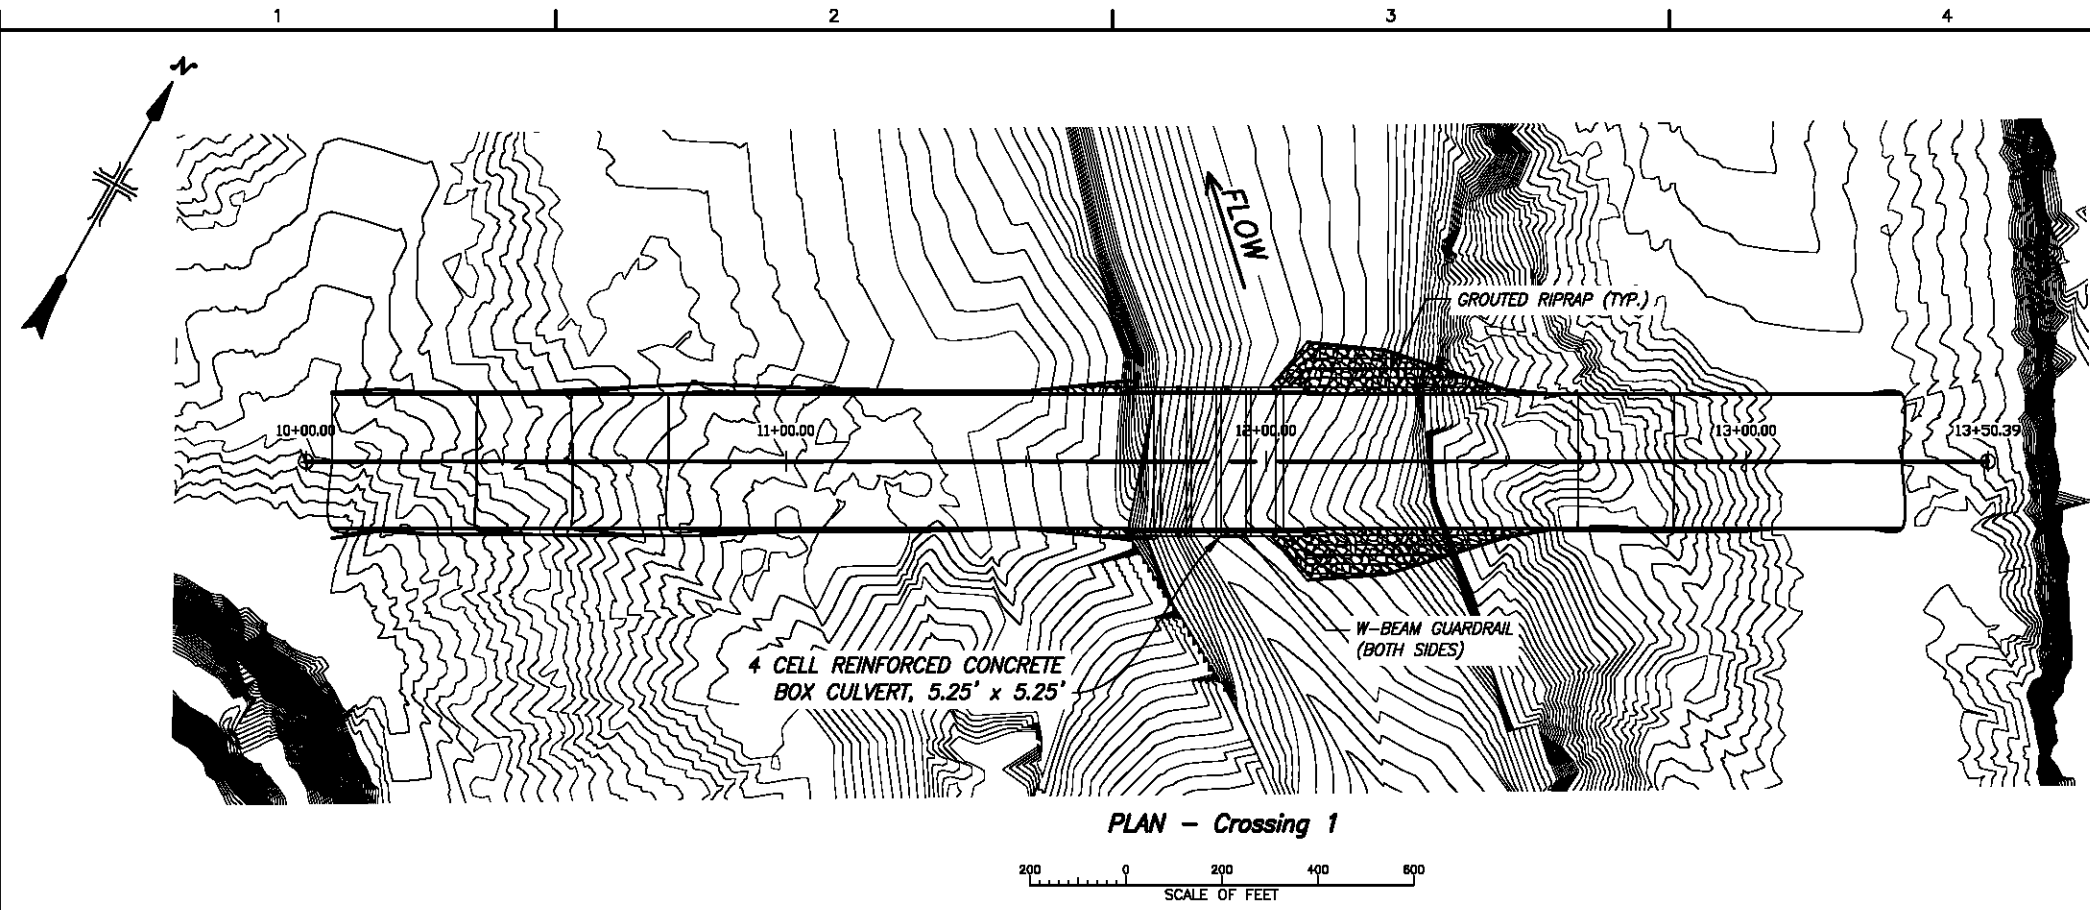 1 2 3 4
N
FLOW
GROUTED RIPRAP (TYP.)
10+00.00 11+00.00 12+00.00 13+00.00 13+50.39
W-BEAM GUARDRAIL
(BOTH SIDES)
4 CELL REINFORCED CONCRETE
BOX CULVERT, 5.25' x 5.25'
PLAN - Crossing 1
200 0 200 400 600
SCALE OF FEET